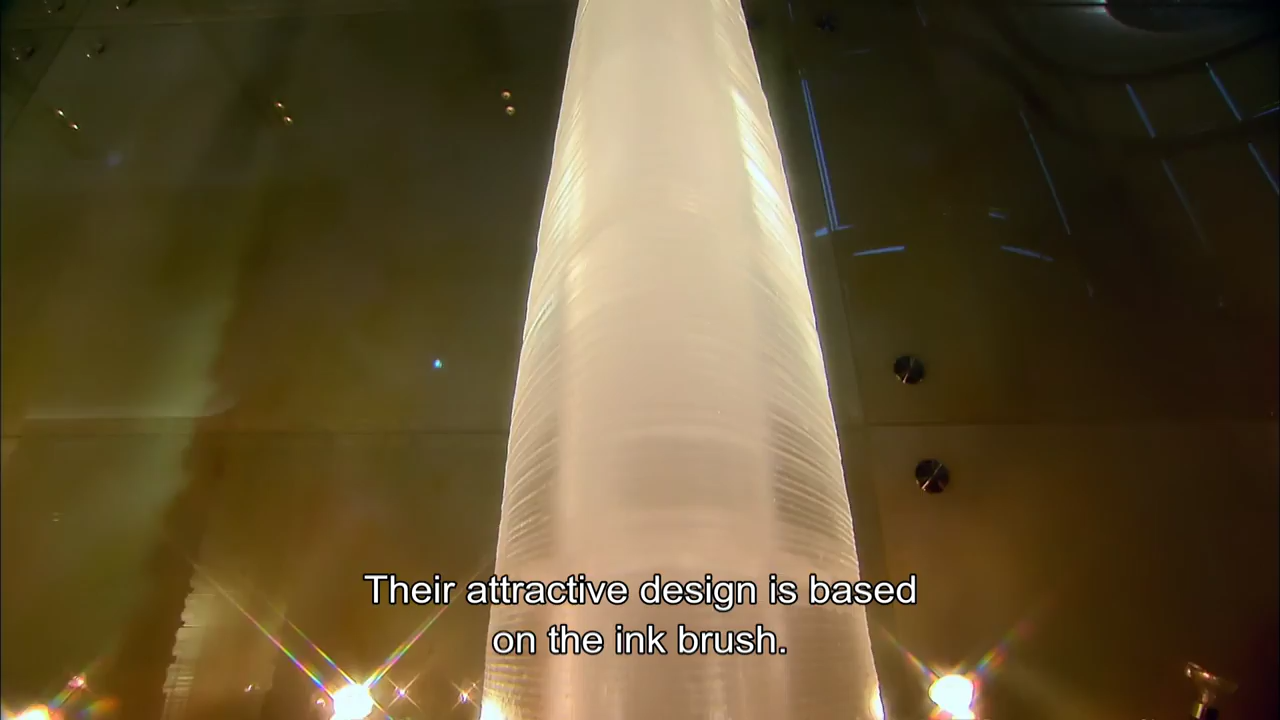 Their attractive design is based
on the ink brush.